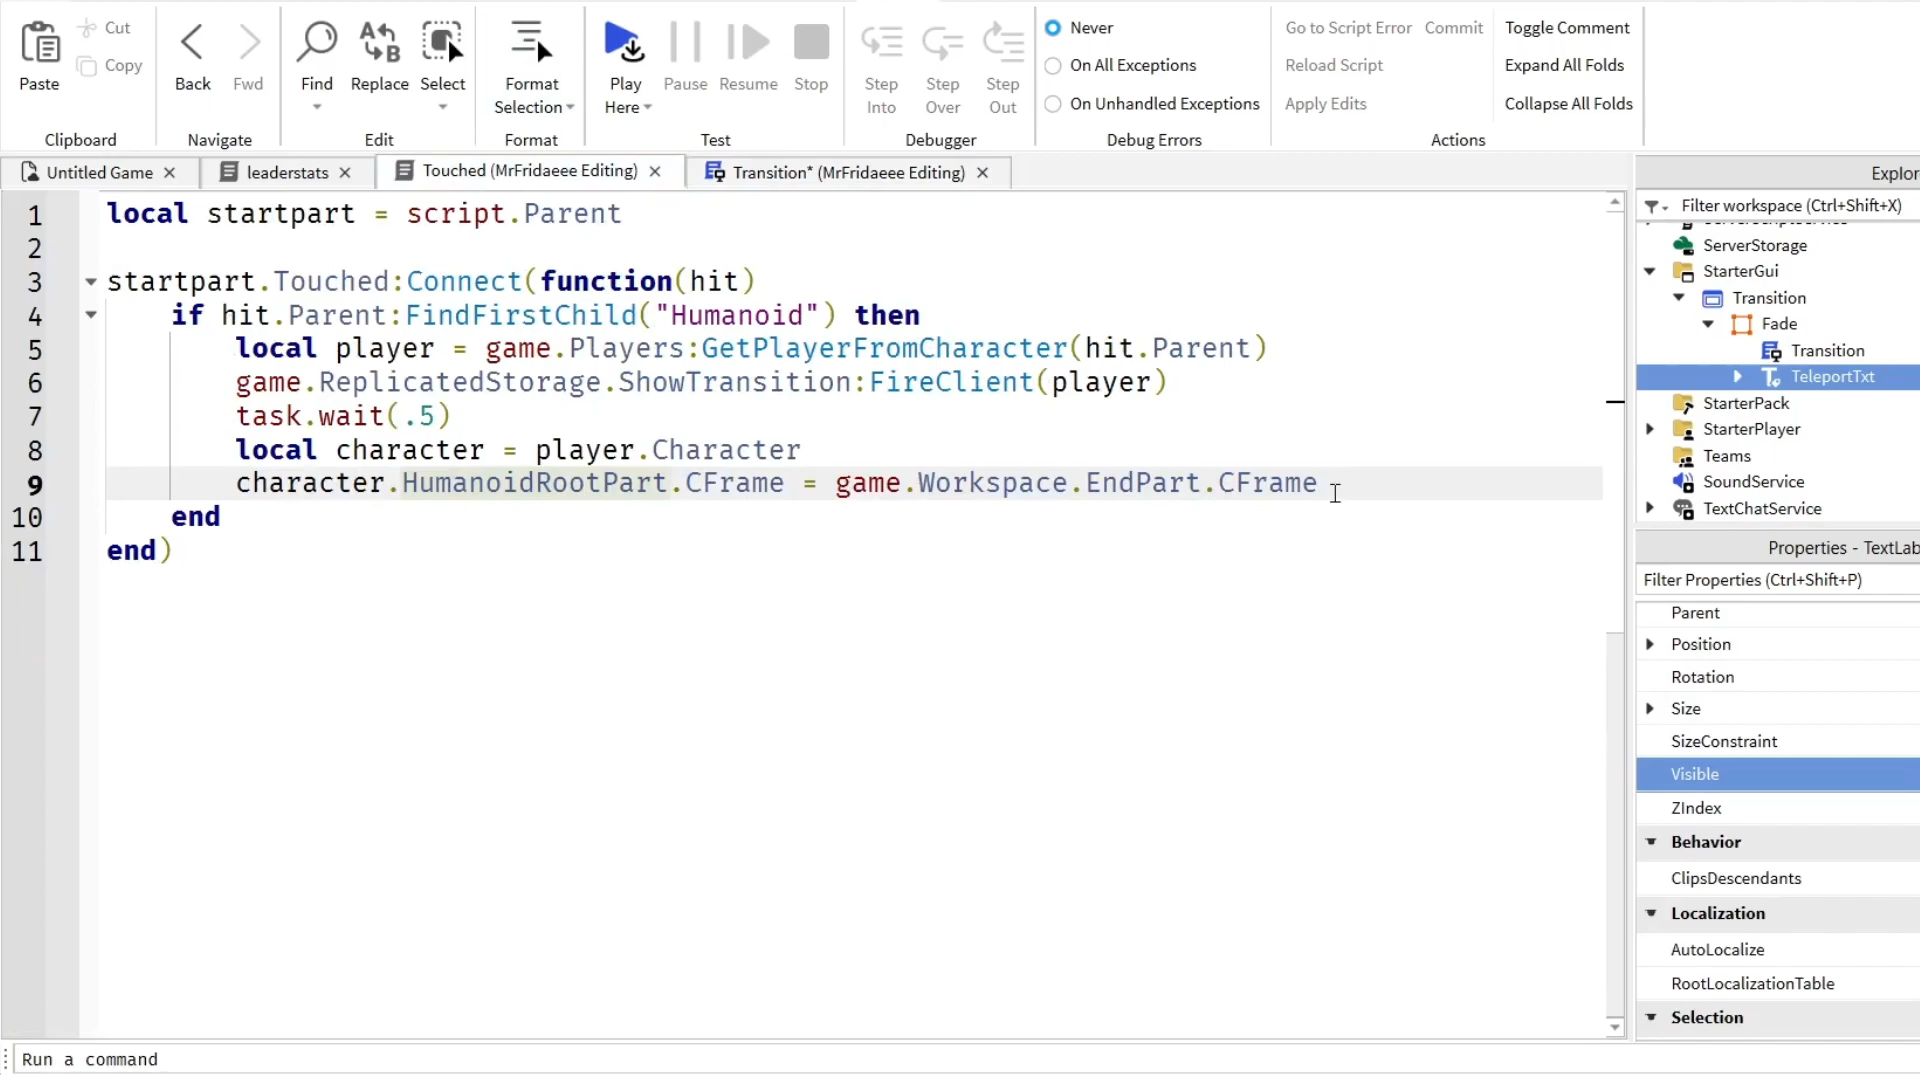 Paste
Cut
Copy
Clipboard
Back
Fwd
Navigate
Find
Replace
Select
Edit
Format
Selection
Format
Play
Here
Pause
Resume
Stop
Test
Step
Into
Step
Over
Step
Out
Debugger
Never
On All Exceptions
On Unhandled Exceptions
Debug Errors
Go to Script Error
Commit
Reload Script
Apply Edits
Toggle Comment
Expand All Folds
Collapse All Folds
Actions
Untitled Game
leaderstats
Touched (MrFridaeee Editing)
Transition* (MrFridaeee Editing)
1 local startpart = script.Parent
2
3 startpart.Touched:Connect(function(hit)
4 if hit.Parent:FindFirstChild("Humanoid") then
5 local player = game.Players:GetPlayerFromCharacter(hit.Parent)
6 game.ReplicatedStorage.ShowTransition:FireClient(player)
7 task.wait(.5)
8 local character = player.Character
9 character.HumanoidRootPart.CFrame = game.Workspace.EndPart.CFrame
10 end
11 end)
Explor
Filter workspace (Ctrl+Shift+X)
ServerStorage
StarterGui
Transition
Fade
Transition
TeleportTxt
StarterPack
StarterPlayer
Teams
SoundService
TextChatService
Properties - TextLab
Filter Properties (Ctrl+Shift+P)
Parent
Position
Rotation
Size
SizeConstraint
Visible
ZIndex
Behavior
ClipsDescendants
Localization
AutoLocalize
RootLocalizationTable
Selection
Run a command